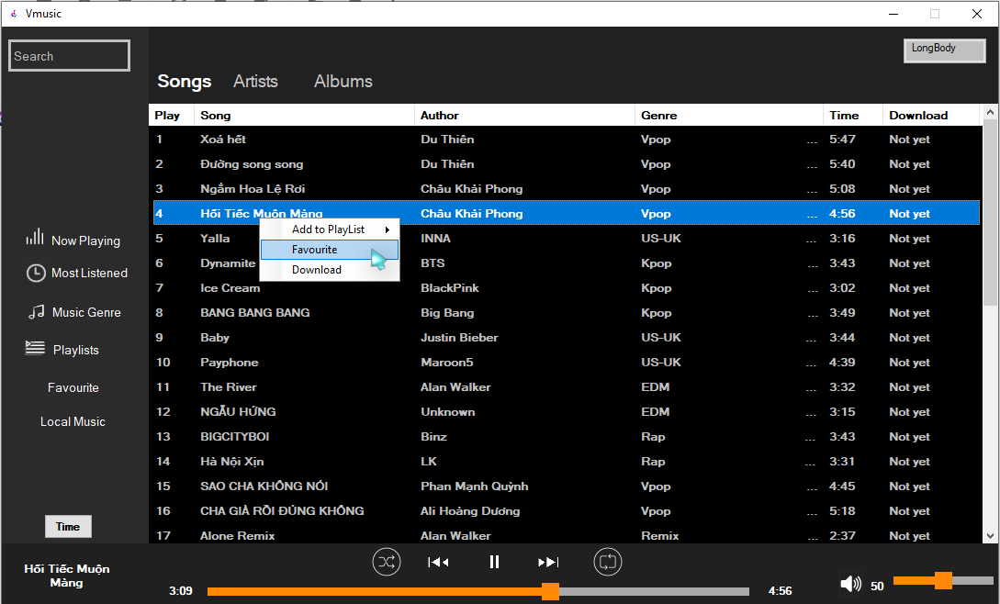 Vmusic
Search
LongBody
Songs Artists Albums
Play Song Author Genre Time Download
1 Xoá hết Du Thiên Vpop ... 5:47 Not yet
2 Đường song song Du Thiên Vpop ... 5:40 Not yet
3 Ngắm Hoa Lệ Rơi Châu Khải Phong Vpop ... 5:08 Not yet
4 Hối Tiếc Muộn Màng Châu Khải Phong Vpop ... 4:56 Not yet
5 Yalla INNA US-UK ... 3:16 Not yet
6 Dynamite BTS Kpop ... 3:43 Not yet
7 Ice Cream BlackPink Kpop ... 3:02 Not yet
8 BANG BANG BANG Big Bang Kpop ... 3:49 Not yet
9 Baby Justin Bieber US-UK ... 3:44 Not yet
10 Payphone Maroon5 US-UK ... 4:39 Not yet
11 The River Alan Walker EDM ... 3:32 Not yet
12 NGẪU HỨNG Unknown EDM ... 3:15 Not yet
13 BIGCITYBOI Binz Rap ... 3:43 Not yet
14 Hà Nội Xịn LK Rap ... 3:31 Not yet
15 SAO CHA KHÔNG NÓI Phan Mạnh Quỳnh Vpop ... 4:45 Not yet
16 CHA GIÀ RỒI ĐÚNG KHÔNG Ali Hoàng Dương Vpop ... 5:18 Not yet
17 Alone Remix Alan Walker Remix ... 2:37 Not yet
Add to PlayList
Favourite
Download
Now Playing
Most Listened
Music Genre
Playlists
Favourite
Local Music
Time
Hối Tiếc Muộn
Màng
3:09
4:56
50